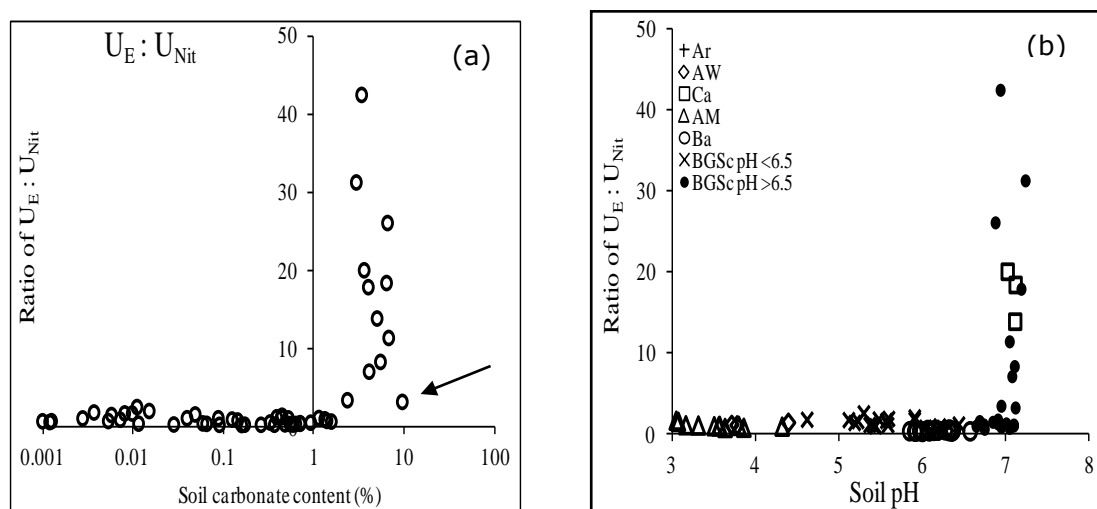 U_E : U_Nit
(a)
Ratio of U_E : U_Nit
50
40
30
20
10
0
0.001 0.01 0.1 1 10 100
Soil carbonate content (%)
(b)
Ratio of U_E : U_Nit
50
40
30
20
10
0
Ar
AW
Ca
AM
Ba
BGSc pH <6.5
BGSc pH >6.5
3 4 5 6 7 8
Soil pH